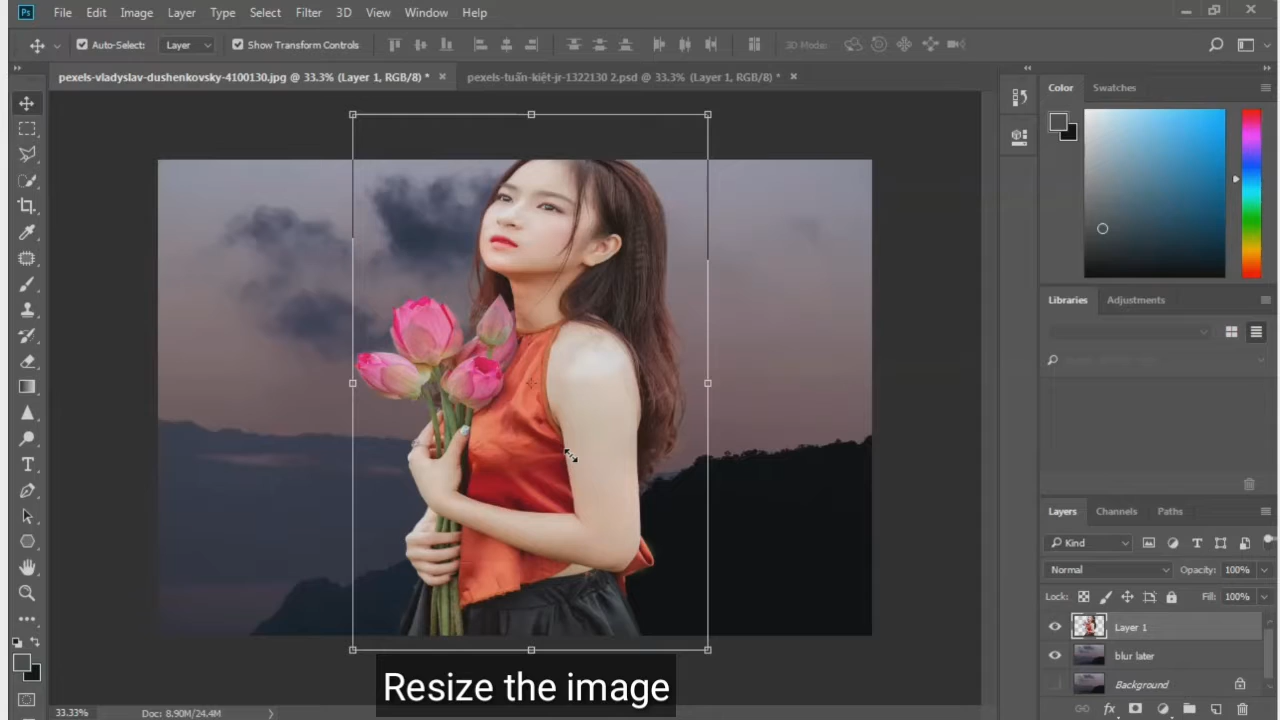 Ps File Edit Image Layer Type Select Filter 3D View Window Help
Auto-Select: Layer Show Transform Controls 3D Mode:
pexels-vladyslav-dushenkovsky-4100130.jpg @ 33.3% (Layer 1, RGB/8) * × pexels-tuấn-kiệt-jr-1322130 2.psd @ 33.3% (Layer 1, RGB/8) * ×
Color Swatches
Libraries Adjustments
Layers Channels Paths
Kind
Normal Opacity: 100%
Lock: Fill: 100%
Layer 1
blur later
Background
Resize the image
33.33% Doc: 8.90M/24.4M